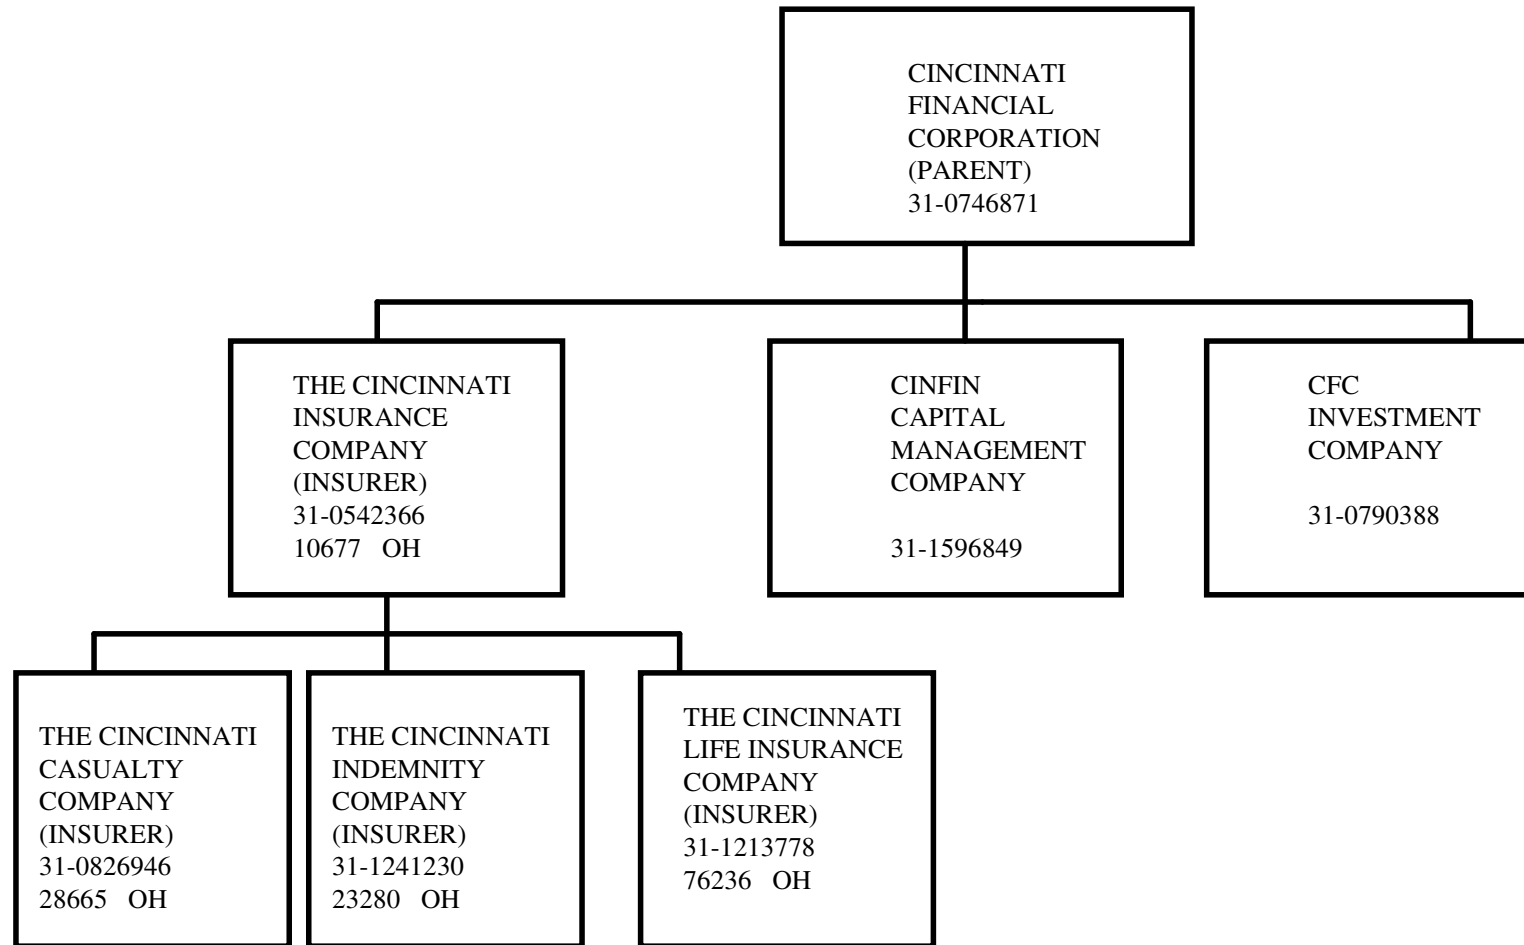 CINCINNATI
FINANCIAL
CORPORATION
(PARENT)
31-0746871
THE CINCINNATI
INSURANCE
COMPANY
(INSURER)
31-0542366
10677 OH
CINFIN
CAPITAL
MANAGEMENT
COMPANY
31-1596849
CFC
INVESTMENT
COMPANY
31-0790388
THE CINCINNATI
CASUALTY
COMPANY
(INSURER)
31-0826946
28665 OH
THE CINCINNATI
INDEMNITY
COMPANY
(INSURER)
31-1241230
23280 OH
THE CINCINNATI
LIFE INSURANCE
COMPANY
(INSURER)
31-1213778
76236 OH